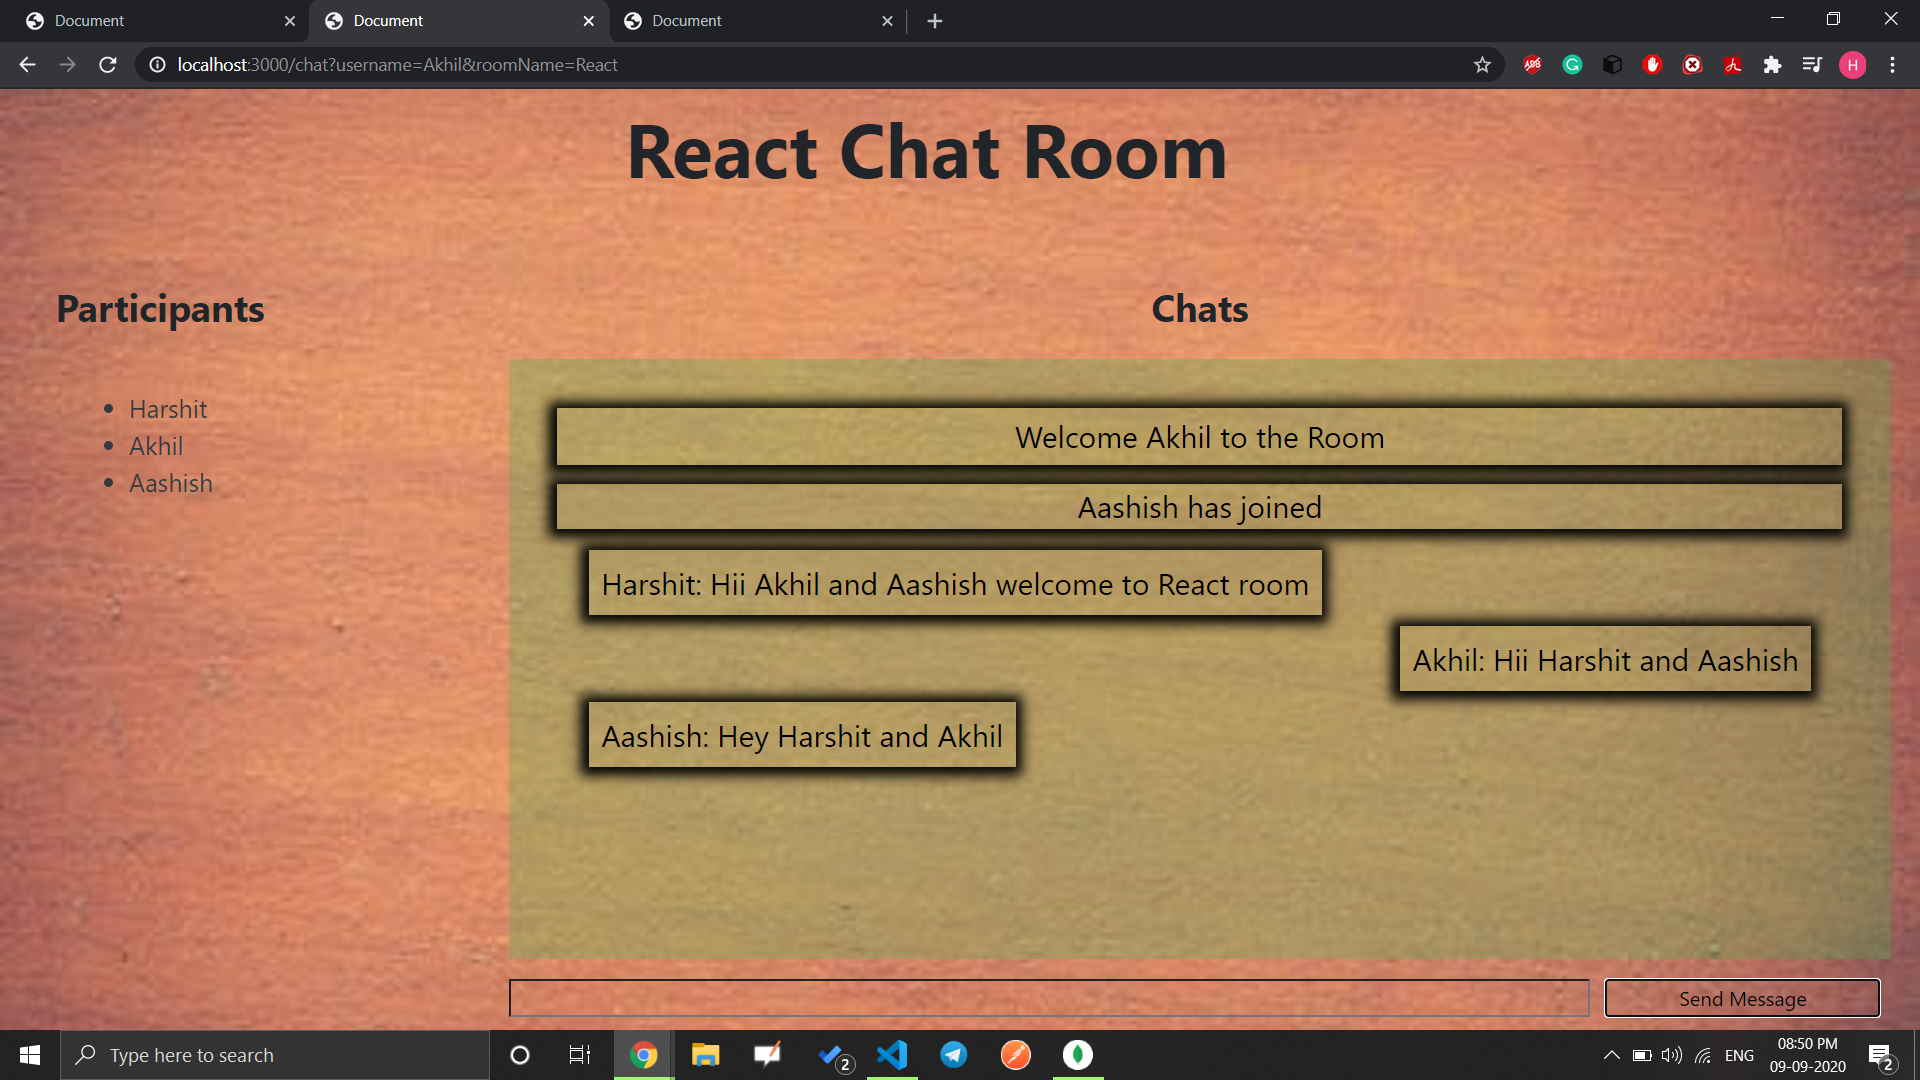 Document
Document
Document
localhost:3000/chat?username=Akhil&roomName=React
ABP
G
H
React Chat Room
Participants
Chats
Harshit
Akhil
Aashish
Welcome Akhil to the Room
Aashish has joined
Harshit: Hii Akhil and Aashish welcome to React room
Akhil: Hii Harshit and Aashish
Aashish: Hey Harshit and Akhil
Send Message
Type here to search
2
ENG
08:50 PM
09-09-2020
2